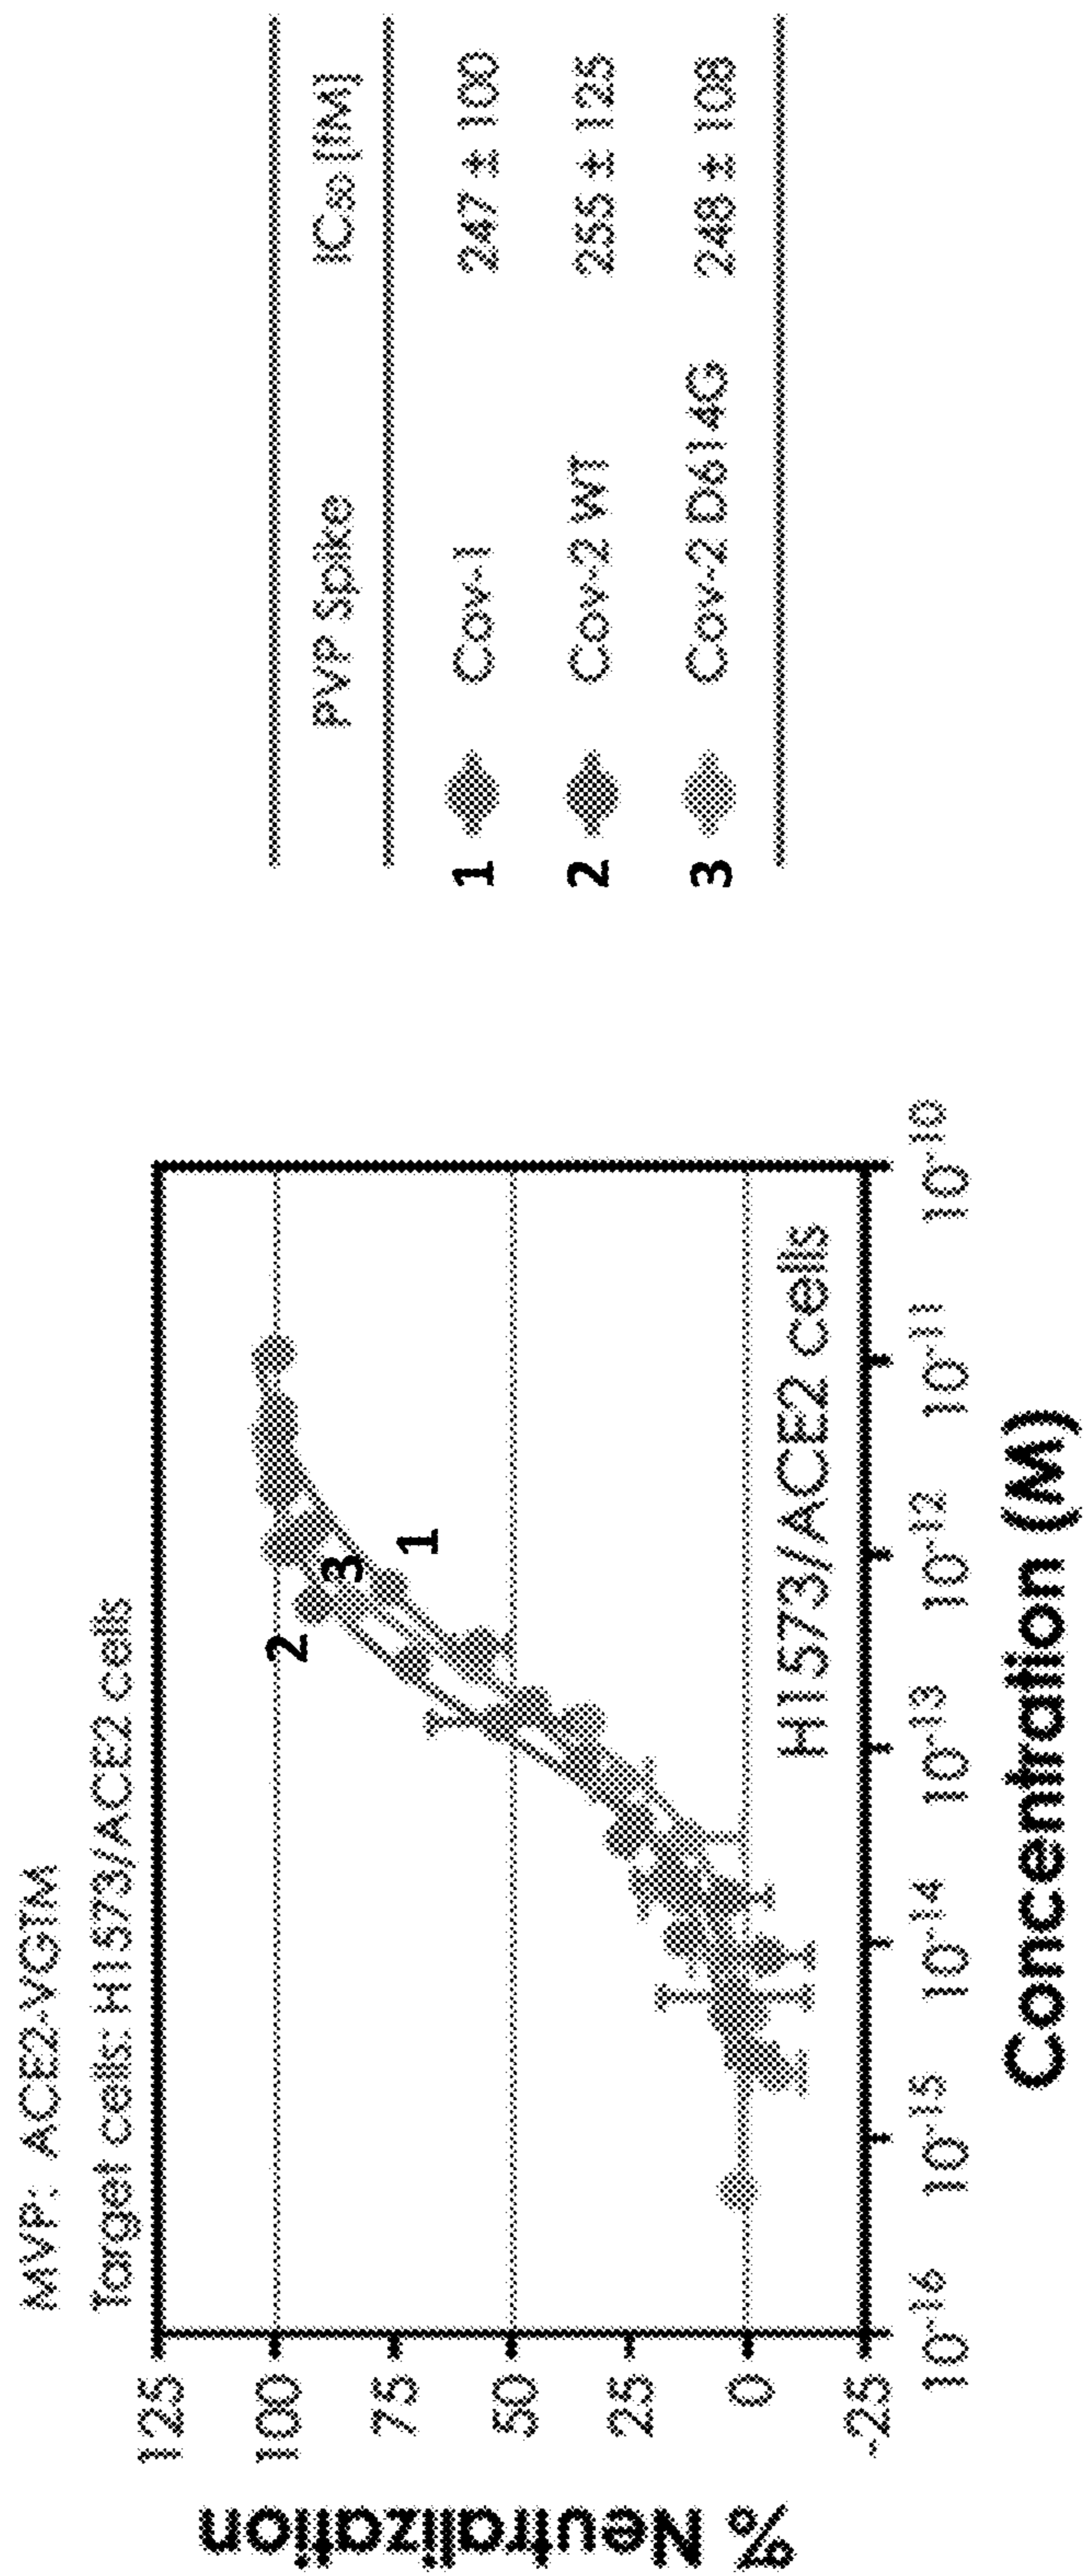 MVP: ACE2-VGTM
Target cells: H1573/ACE2 cells
% Neutralization
125
100
75
50
25
0
-25
2
3
1
H1573/ACE2 cells
10⁻¹⁶ 10⁻¹⁵ 10⁻¹⁴ 10⁻¹³ 10⁻¹² 10⁻¹¹ 10⁻¹⁰
Concentration (M)
PVP Spike [fM]
1 Cov-1 247 ± 100
2 Cov-2 WT 255 ± 125
3 Cov-2 D614G 248 ± 108